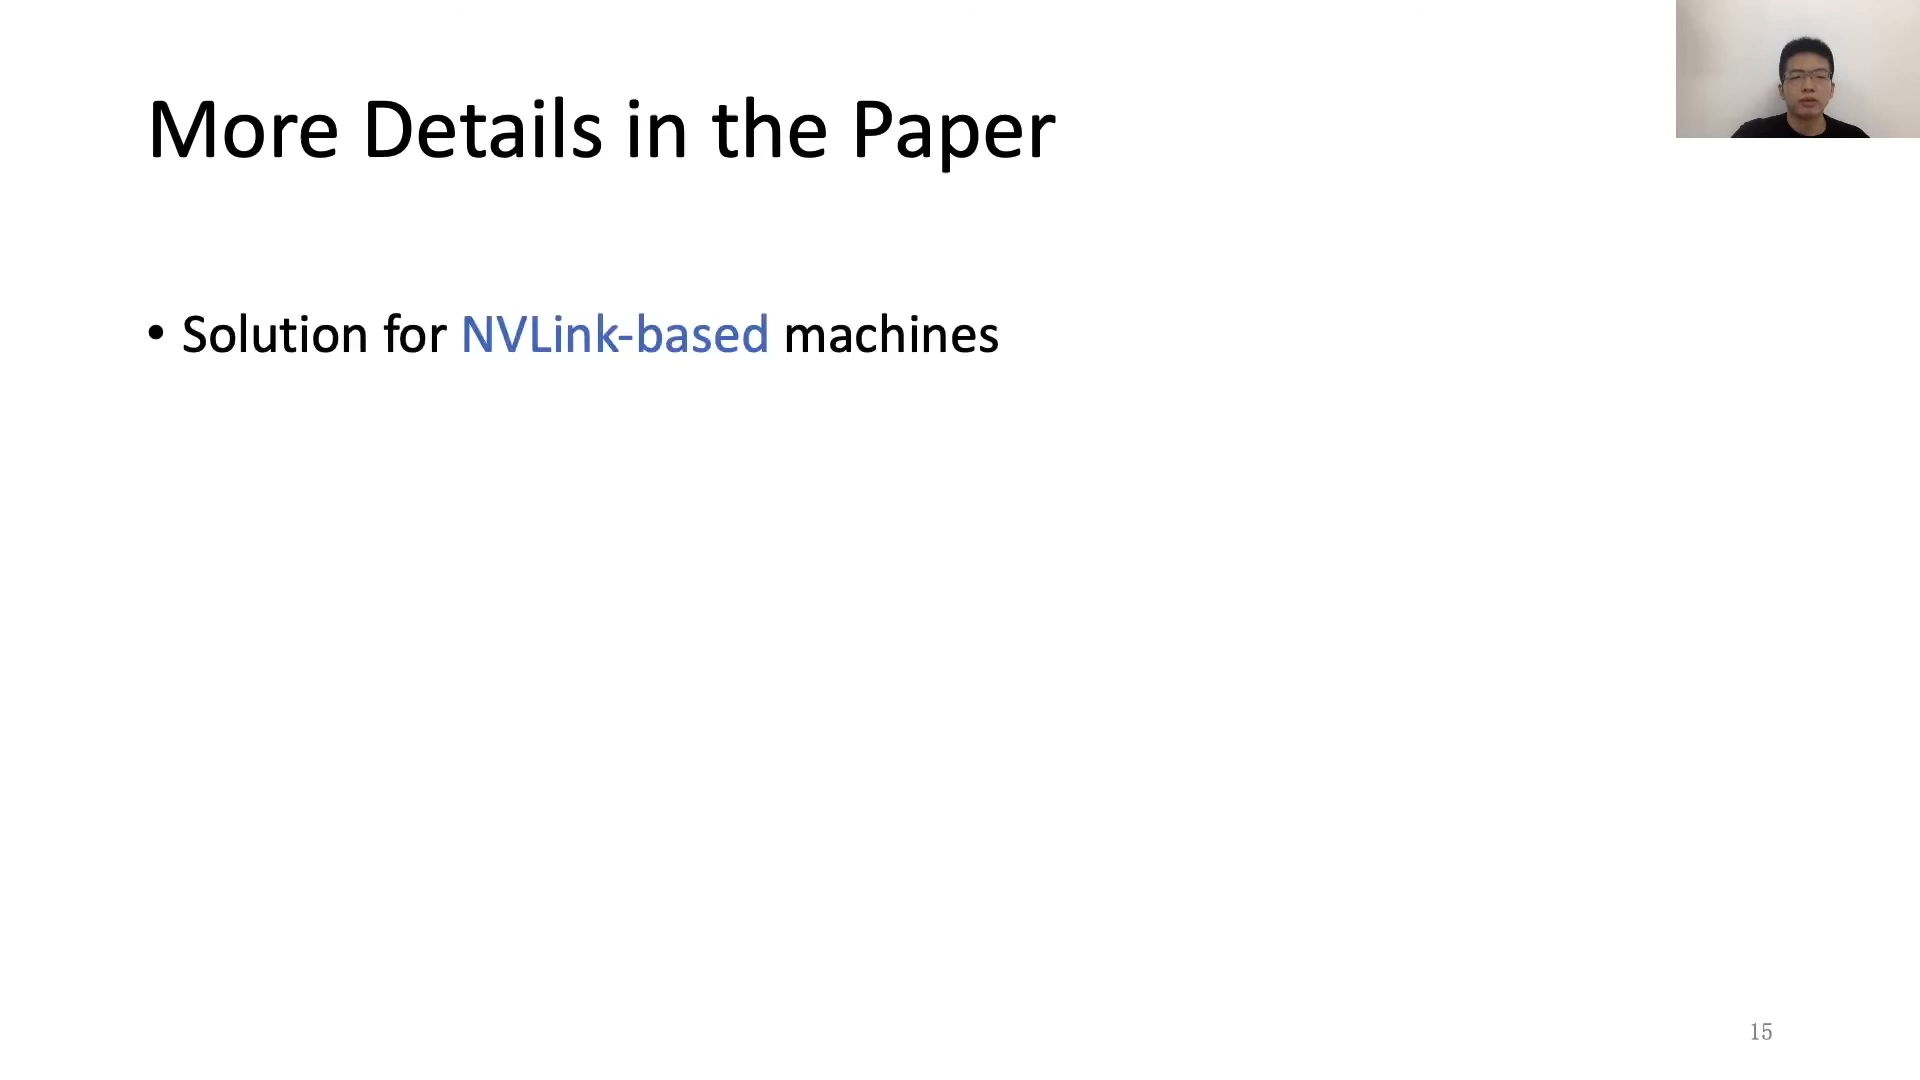 More Details in the Paper
• Solution for NVLink-based machines
15